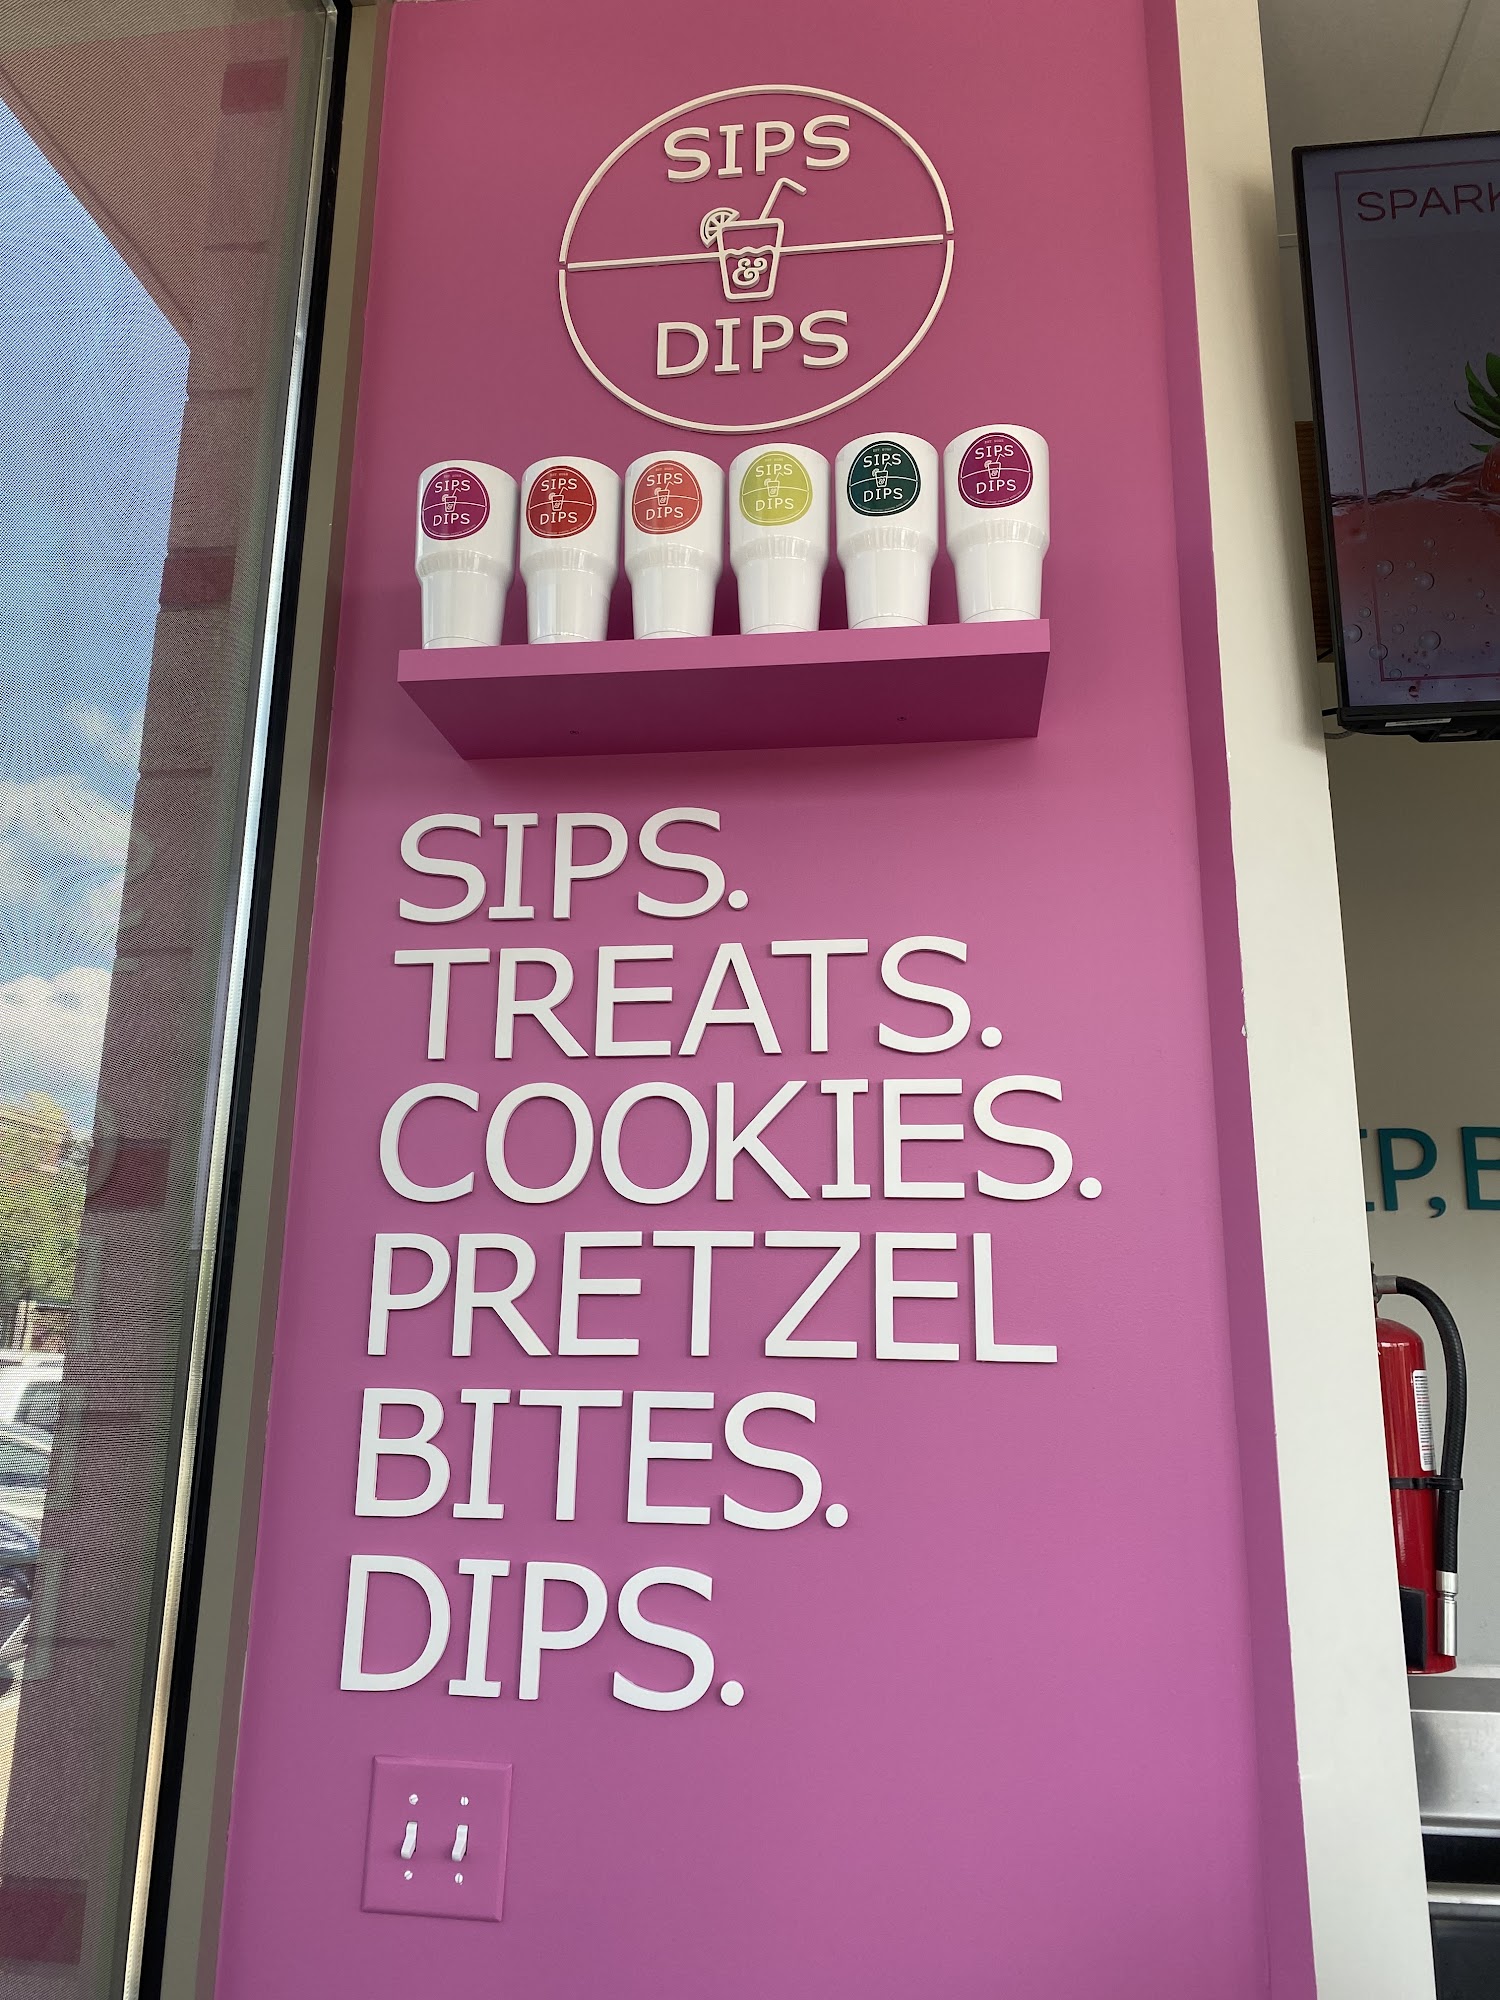 SIPS
&
DIPS
SIPS
&
DIPS
SIPS
&
DIPS
SIPS
&
DIPS
SIPS
&
DIPS
SIPS
&
DIPS
SIPS
&
DIPS
SIPS.
TREATS.
COOKIES.
PRETZEL
BITES.
DIPS.
SPARK
P, B